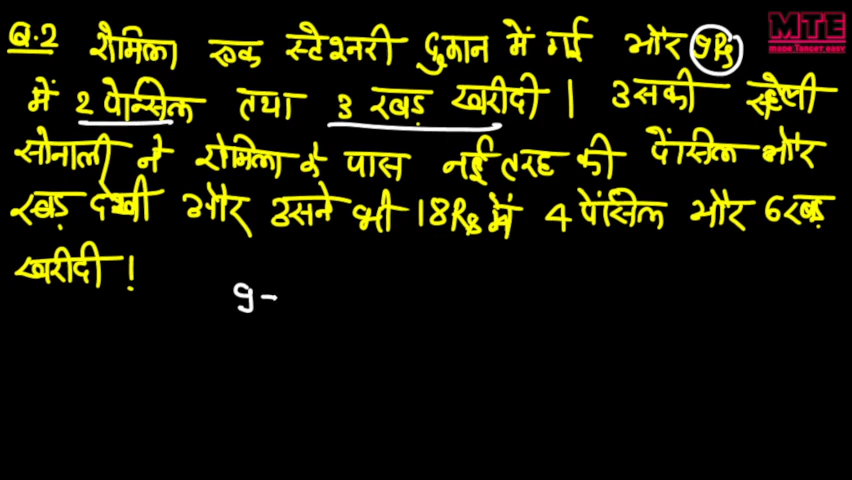 MTE
made Target easy
Q.2 रोमिला एक स्टेशनरी दुकान में गई और 9Rs
में 2 पेन्सिल तथा 3 रबड़ खरीदी । उसकी सहेली
सोनाली ने रोमिला के पास नई तरह की पेंसिल और
रबड़ देखी और उसने भी 18Rs में 4 पेंसिल और 6 रबड़
खरीदी !
9-